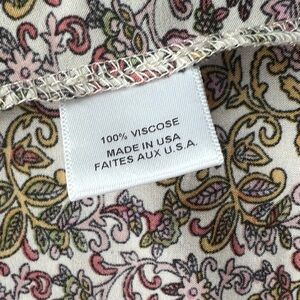 100% VISCOSE
MADE IN USA
FAITES AUX U.S.A.